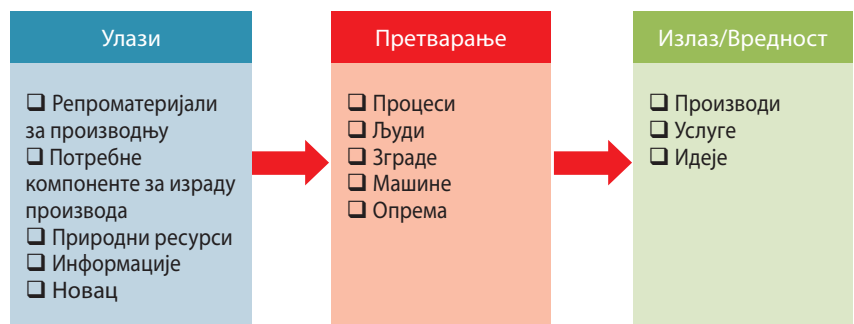 Улази
❑ Репроматеријали
за производњу
❑ Потребне
компоненте за израду
производа
❑ Природни ресурси
❑ Информације
❑ Новац
Претварање
❑ Процеси
❑ Људи
❑ Зграде
❑ Машине
❑ Опрема
Излаз/Вредност
❑ Производи
❑ Услуге
❑ Идеје